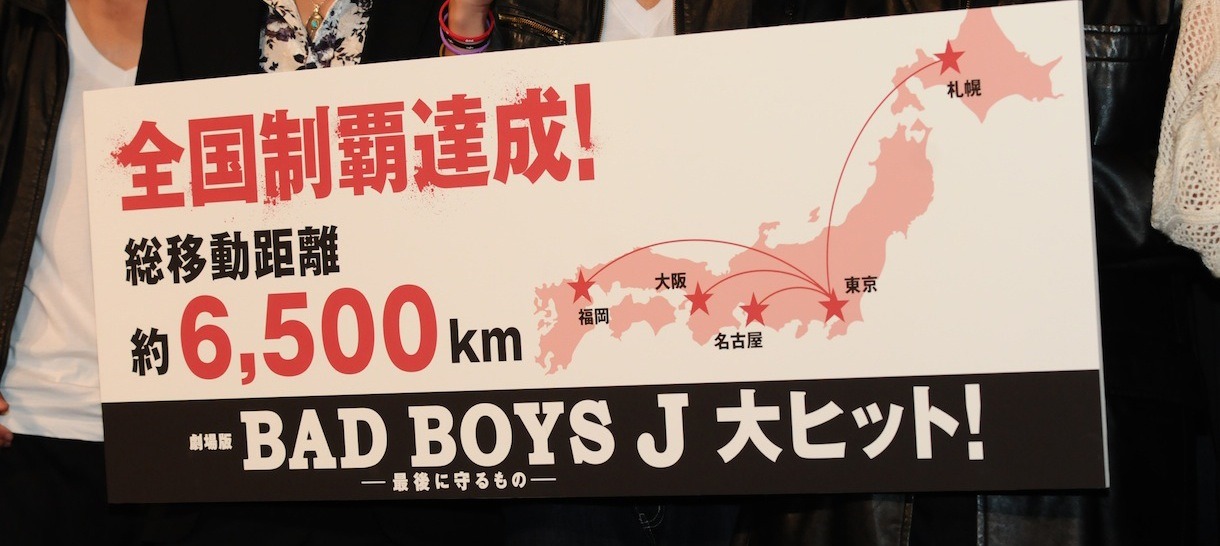 全国制覇達成!
総移動距離
約6,500km
札幌
東京
大阪
名古屋
福岡
劇場版 BAD BOYS J 大ヒット!
―最後に守るもの―